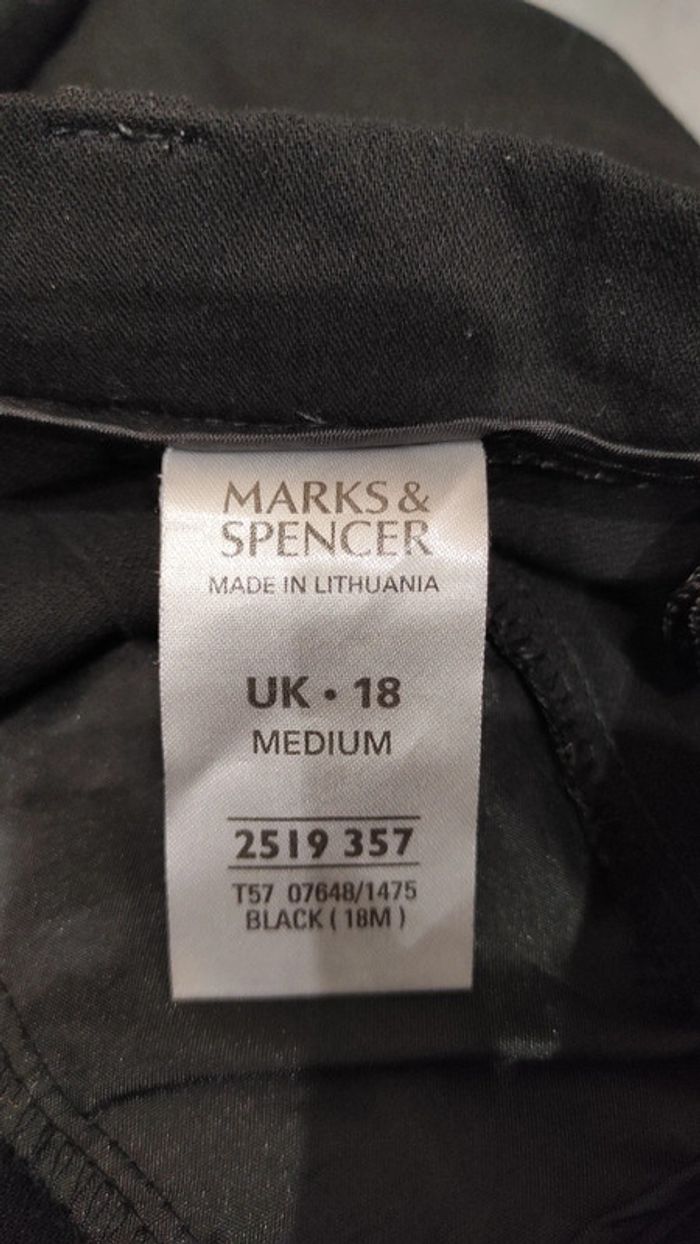 MARKS &
SPENCER
MADE IN LITHUANIA
UK • 18
MEDIUM
2519 357
T57 07648/1475
BLACK ( 18M )